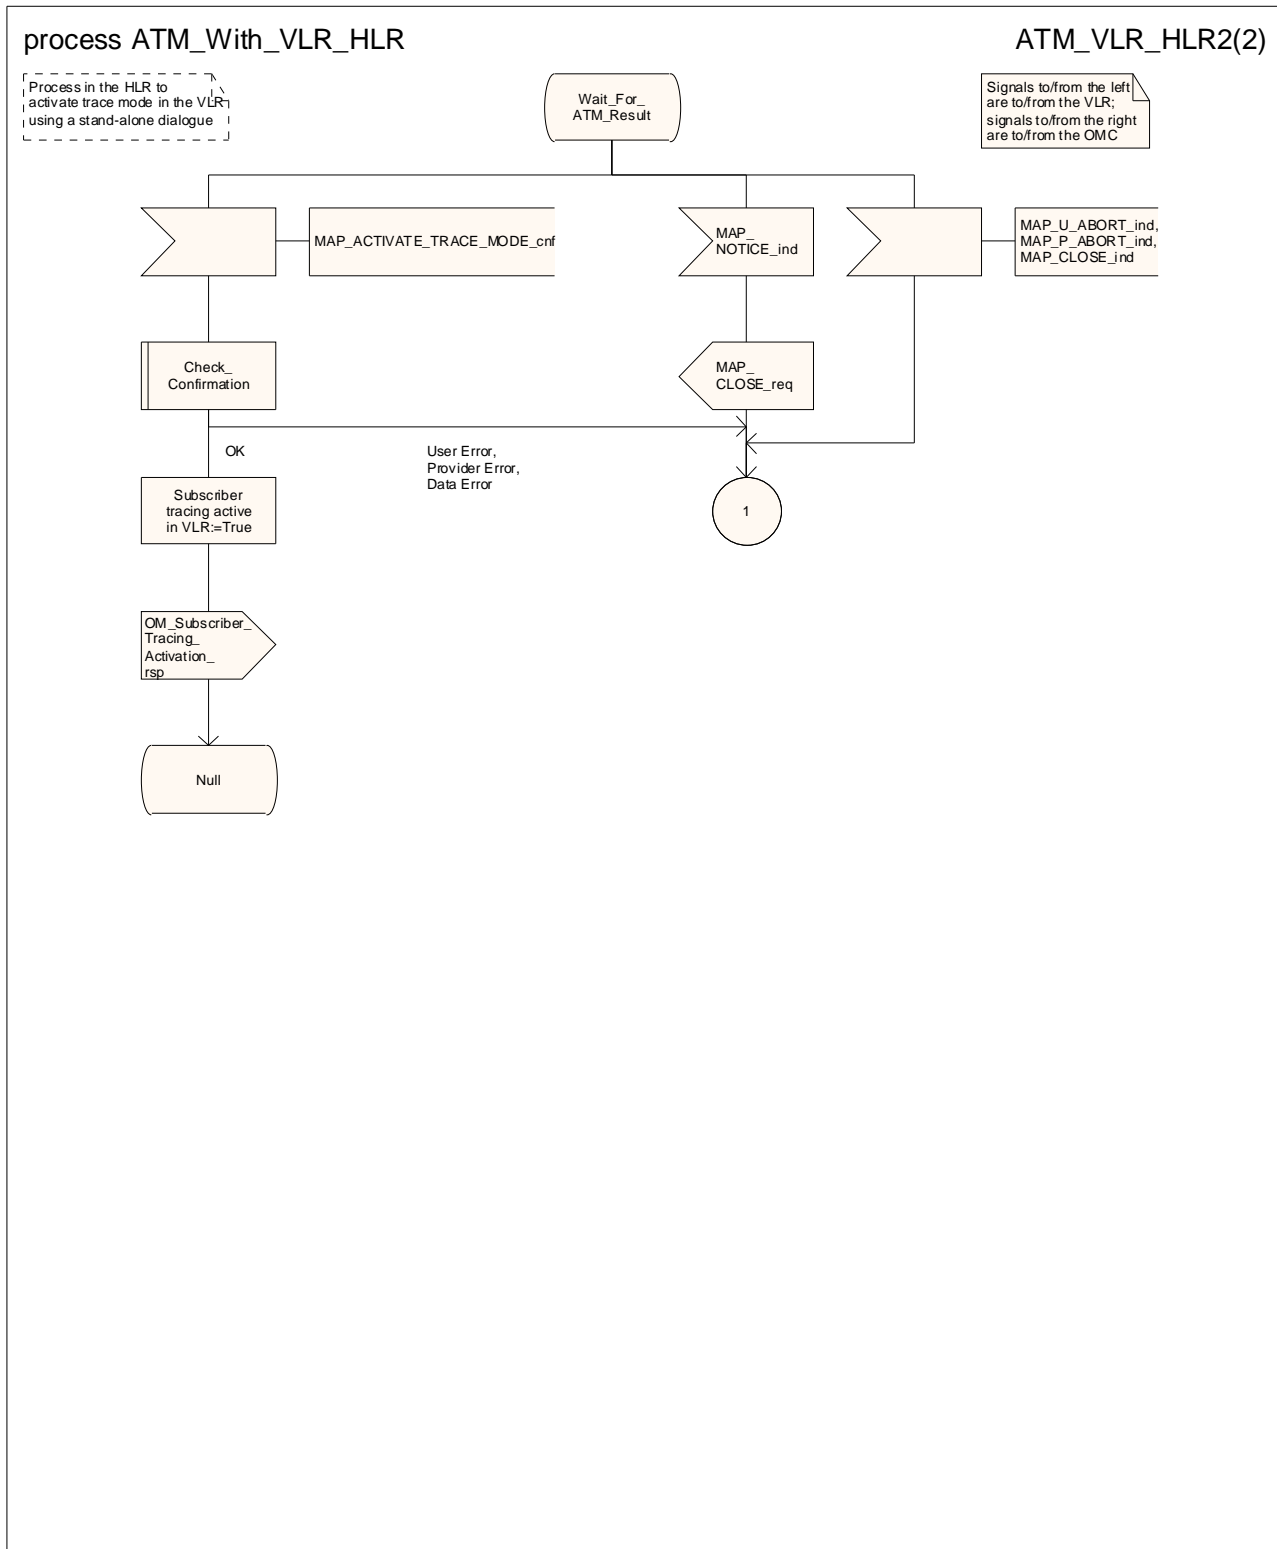 process ATM_With_VLR_HLR
ATM_VLR_HLR2(2)
Process in the HLR to
activate trace mode in the VLR
using a stand-alone dialogue
Wait_For_
ATM_Result
Signals to/from the left
are to/from the VLR;
signals to/from the right
are to/from the OMC
MAP_ACTIVATE_TRACE_MODE_cnf
MAP_
NOTICE_ind
MAP_U_ABORT_ind,
MAP_P_ABORT_ind,
MAP_CLOSE_ind
Check_
Confirmation
MAP_
CLOSE_req
OK
User Error,
Provider Error,
Data Error
Subscriber
tracing active
in VLR:=True
1
OM_Subscriber_
Tracing_
Activation_
rsp
Null